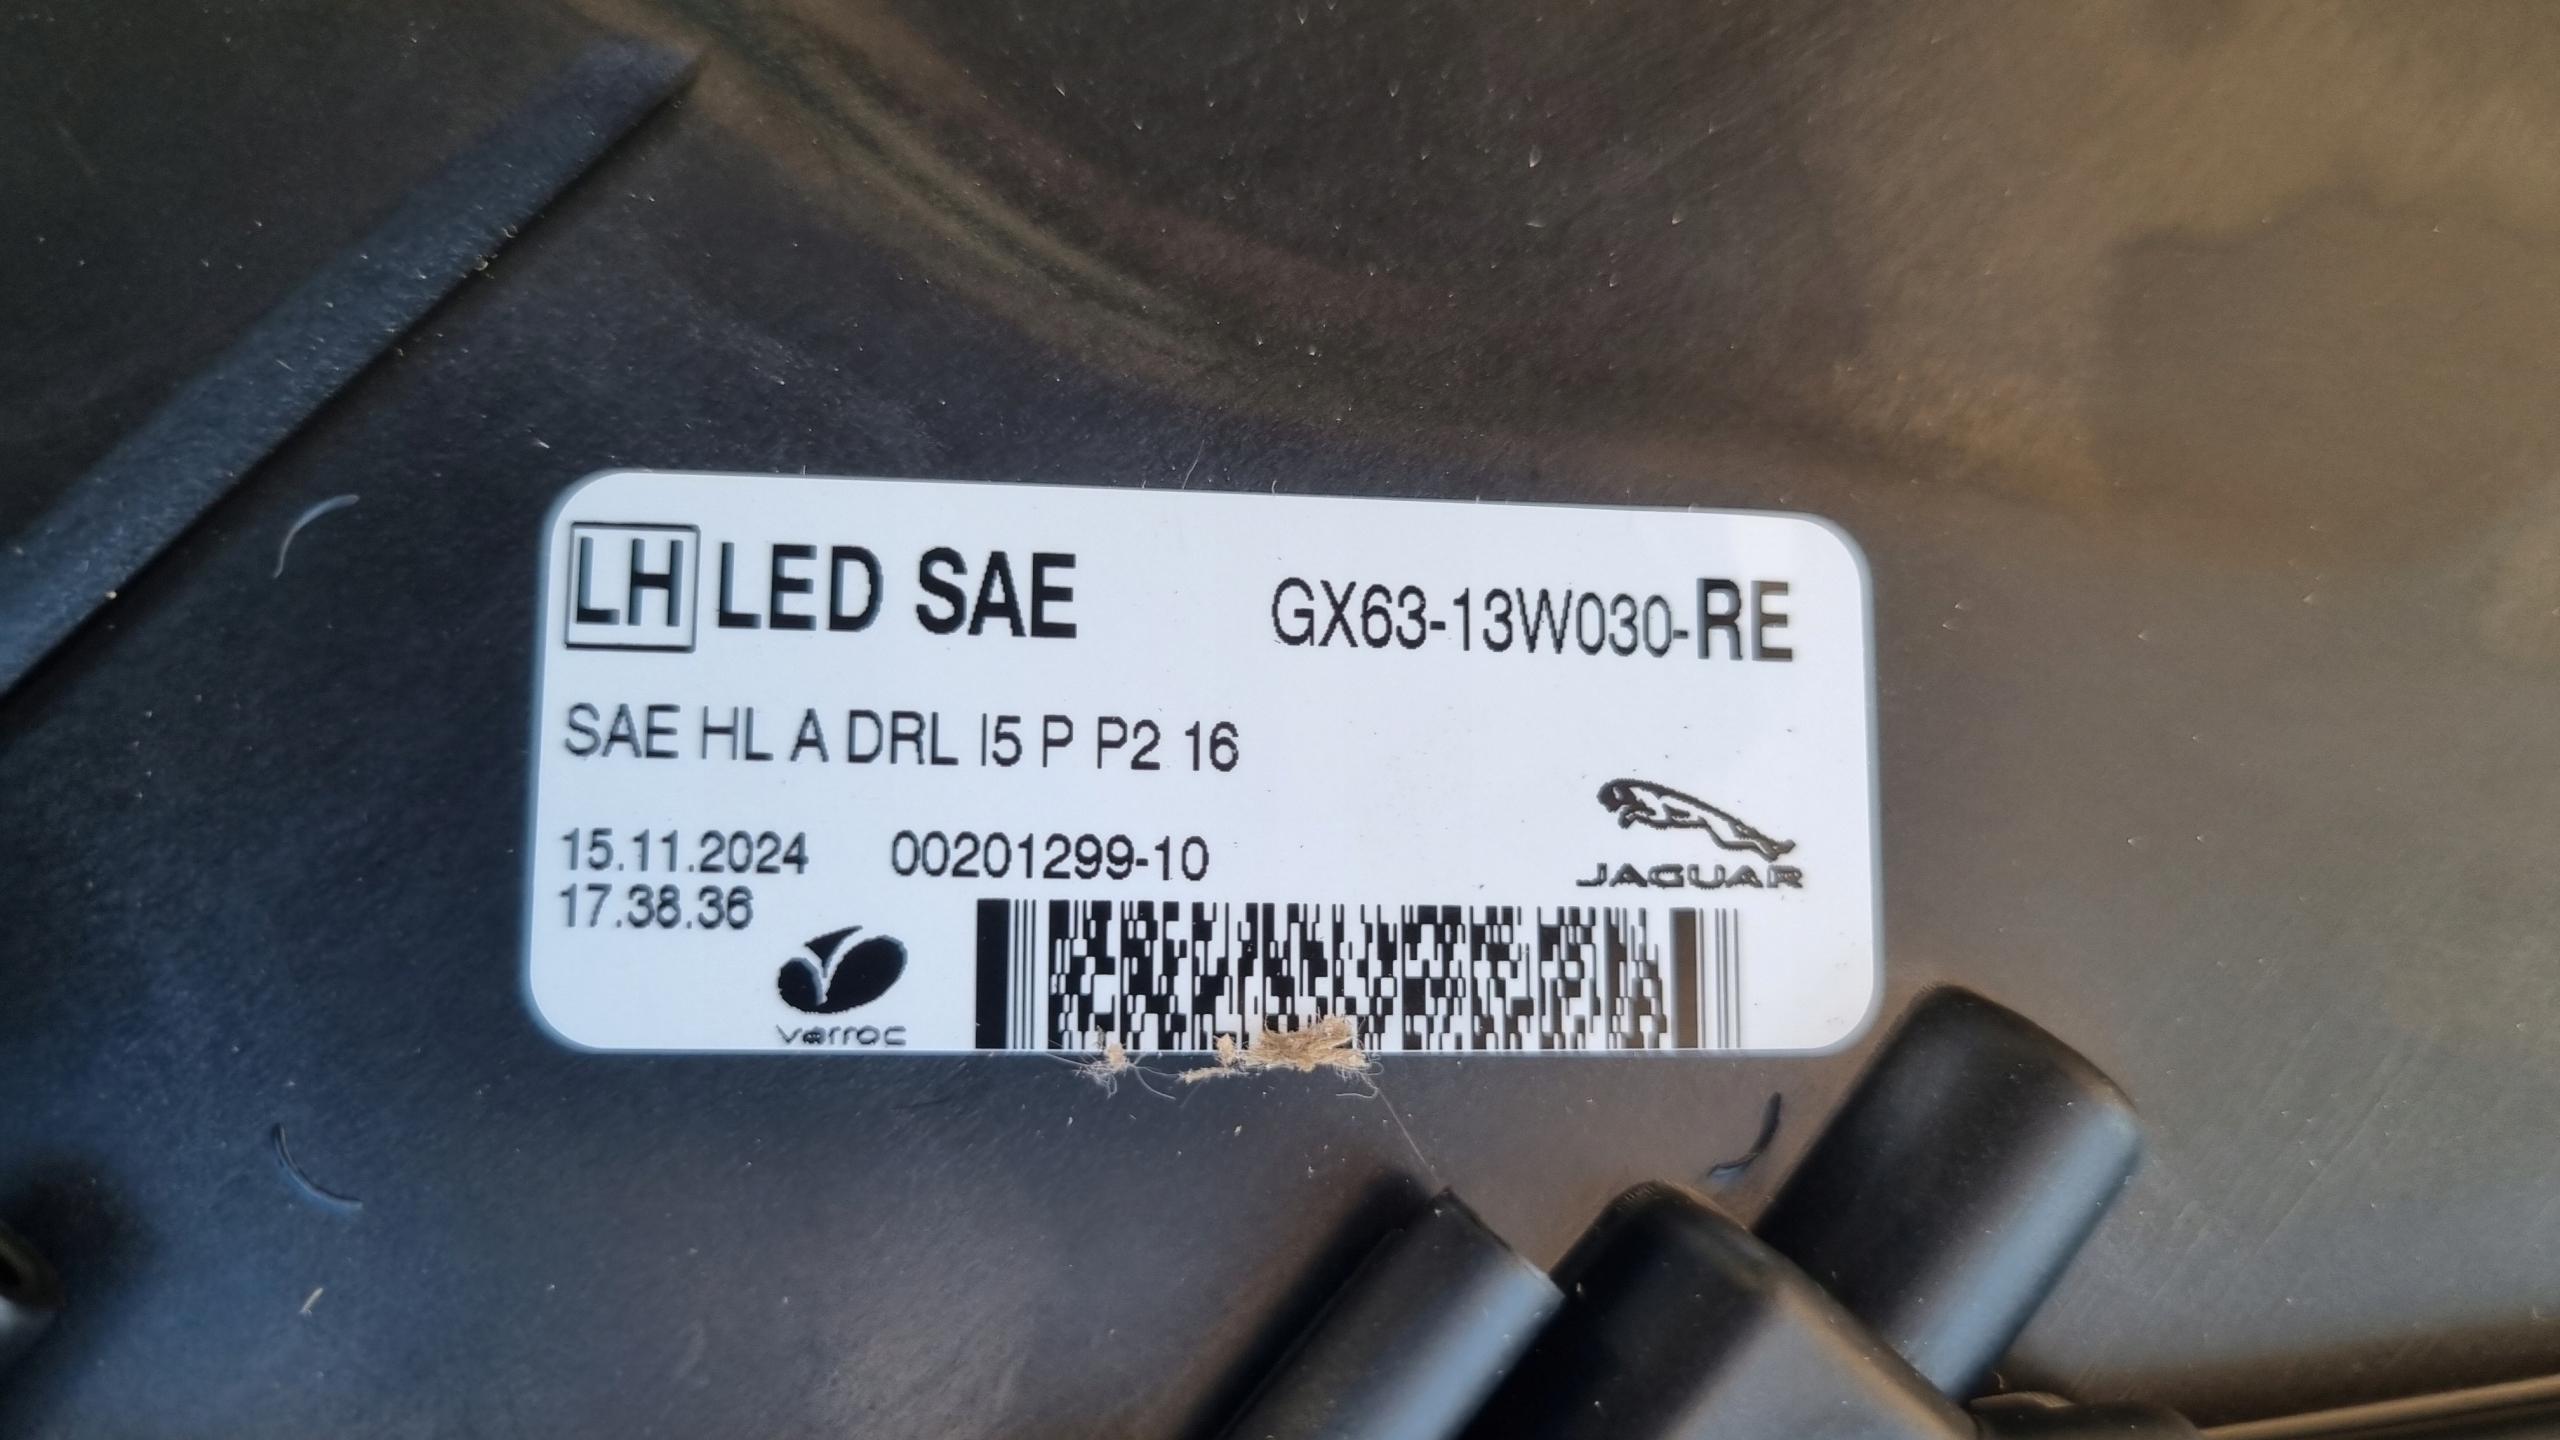 LH LED SAE GX63-13W030-RE
SAE HL A DRL I5 P P2 16
15.11.2024 00201299-10
17.38.36
JAGUAR
varroc